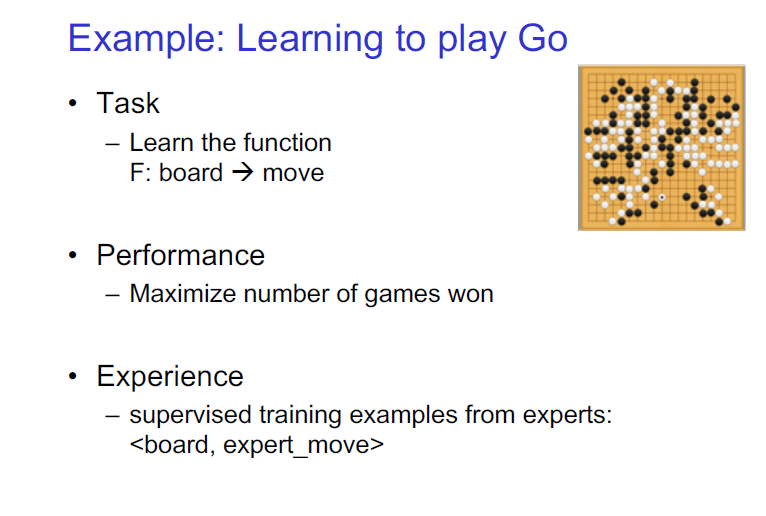 Example: Learning to play Go
• Task
– Learn the function
F: board → move
• Performance
– Maximize number of games won
• Experience
– supervised training examples from experts:
<board, expert_move>